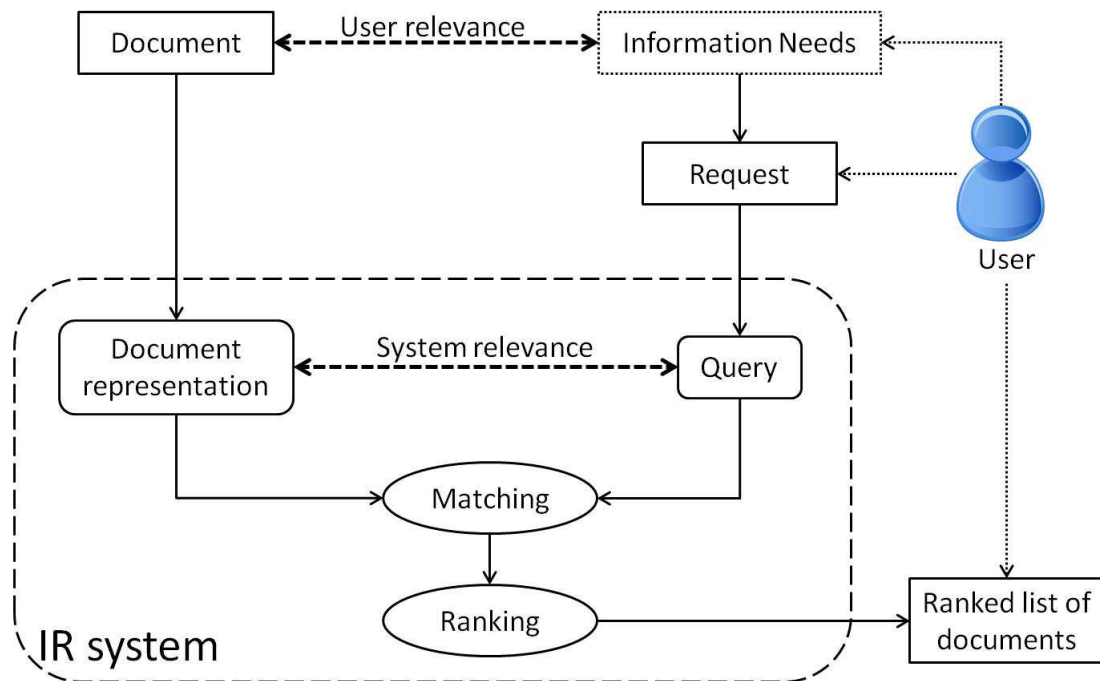 Document
User relevance
Information Needs
Request
User
Document
representation
System relevance
Query
Matching
Ranking
Ranked list of
documents
IR system